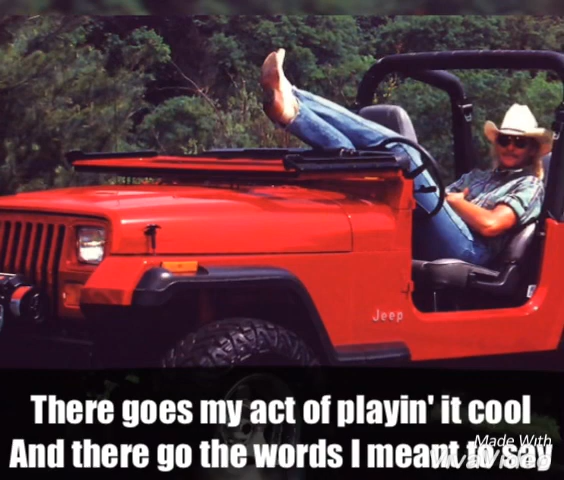 Jeep
There goes my act of playin' it cool
And there go the words I meant to say
Made With
VivaVideo